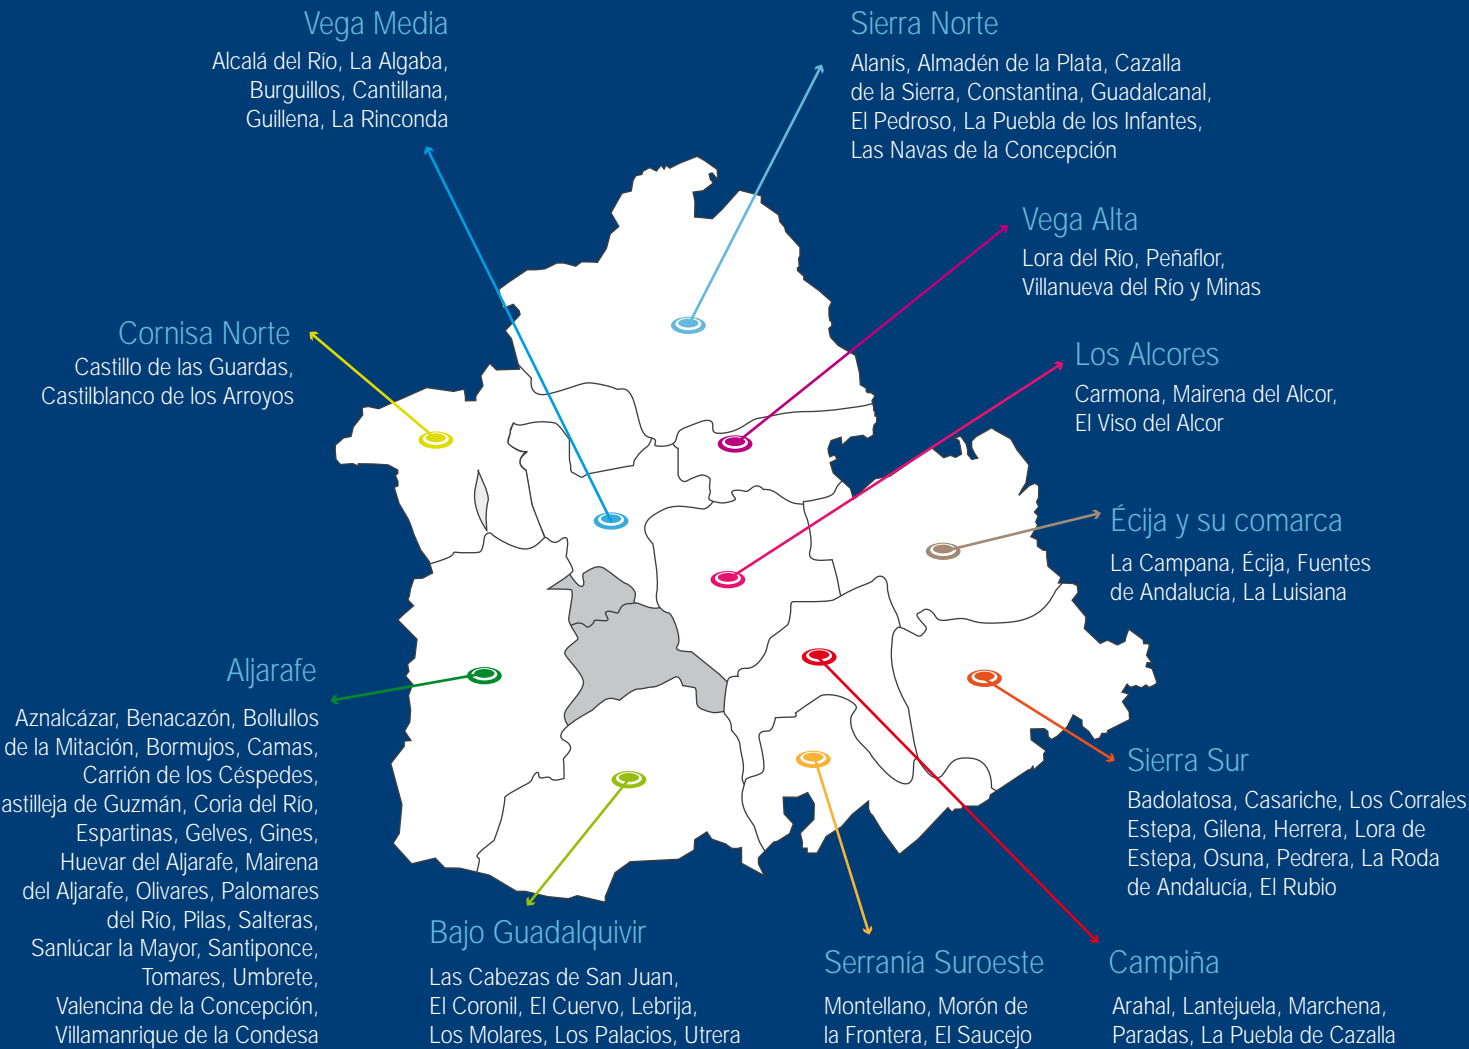 Vega Media
Alcalá del Río, La Algaba,
Burguillos, Cantillana,
Guillena, La Rinconda
Sierra Norte
Alanís, Almadén de la Plata, Cazalla
de la Sierra, Constantina, Guadalcanal,
El Pedroso, La Puebla de los Infantes,
Las Navas de la Concepción
Vega Alta
Lora del Río, Peñaflor,
Villanueva del Río y Minas
Cornisa Norte
Castillo de las Guardas,
Castilblanco de los Arroyos
Los Alcores
Carmona, Mairena del Alcor,
El Viso del Alcor
Écija y su comarca
La Campana, Écija, Fuentes
de Andalucía, La Luisiana
Aljarafe
Aznalcázar, Benacazón, Bollullos
de la Mitación, Bormujos, Camas,
Carrión de los Céspedes,
astilleja de Guzmán, Coria del Río,
Espartinas, Gelves, Gines,
Huevar del Aljarafe, Mairena
del Aljarafe, Olivares, Palomares
del Río, Pilas, Salteras,
Sanlúcar la Mayor, Santiponce,
Tomares, Umbrete,
Valencina de la Concepción,
Villamanrique de la Condesa
Sierra Sur
Badolatosa, Casariche, Los Corrales
Estepa, Gilena, Herrera, Lora de
Estepa, Osuna, Pedrera, La Roda
de Andalucía, El Rubio
Bajo Guadalquivir
Las Cabezas de San Juan,
El Coronil, El Cuervo, Lebrija,
Los Molares, Los Palacios, Utrera
Serranía Suroeste
Montellano, Morón de
la Frontera, El Saucejo
Campiña
Arahal, Lantejuela, Marchena,
Paradas, La Puebla de Cazalla